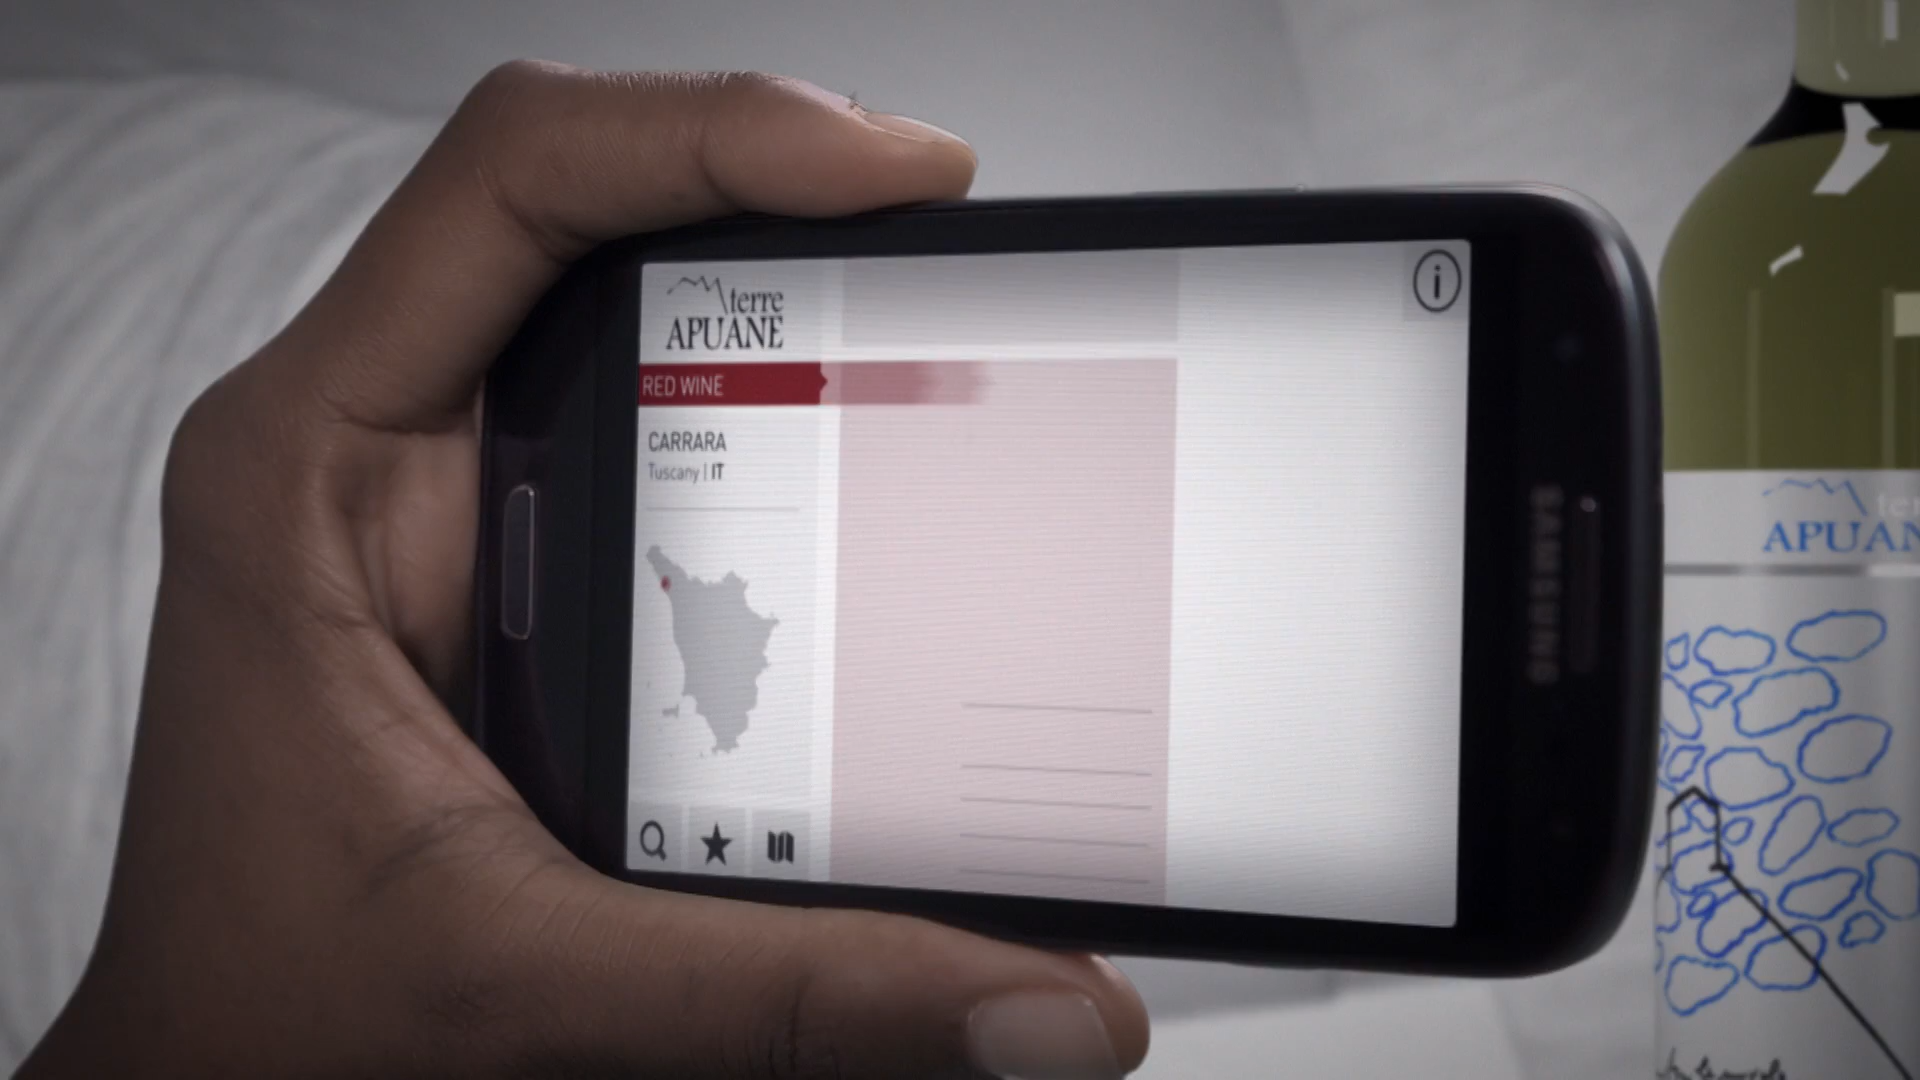 terre
APUANE
RED WINE
CARRARA
Tuscany | IT
i
SAMSUNG
APUAN